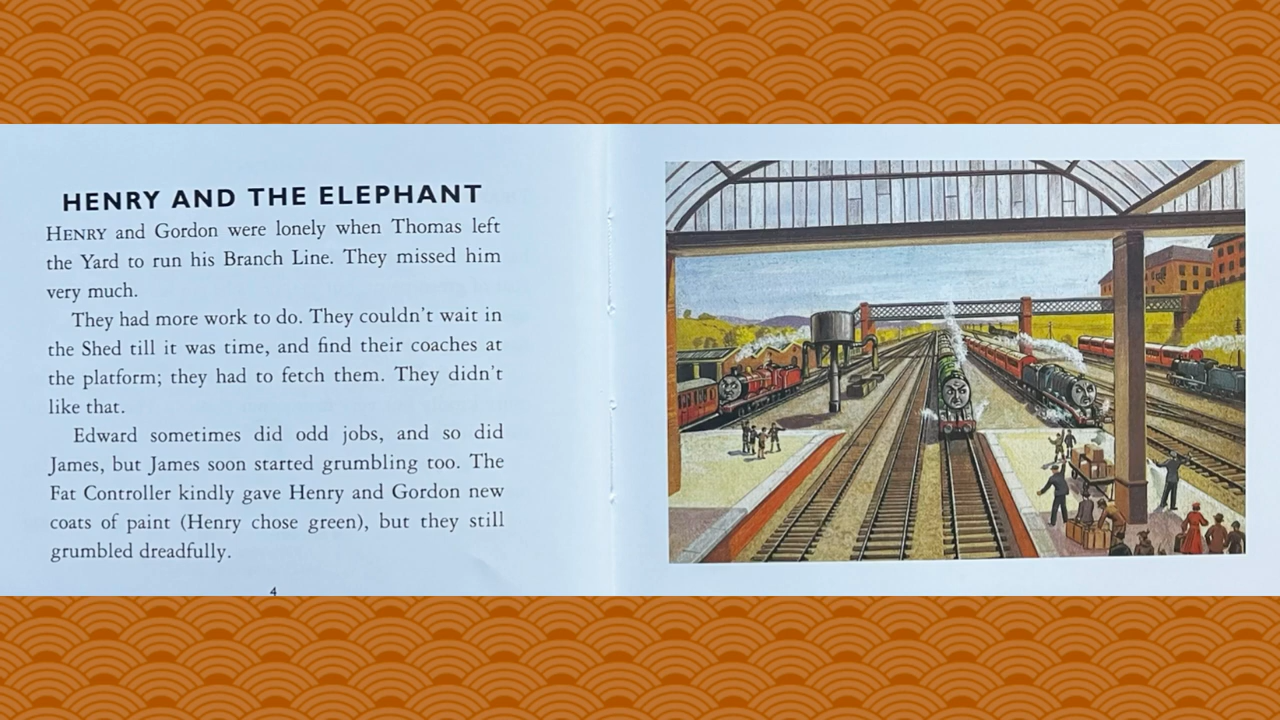 HENRY AND THE ELEPHANT
HENRY and Gordon were lonely when Thomas left
the Yard to run his Branch Line. They missed him
very much.
They had more work to do. They couldn't wait in
the Shed till it was time, and find their coaches at
the platform; they had to fetch them. They didn't
like that.
Edward sometimes did odd jobs, and so did
James, but James soon started grumbling too. The
Fat Controller kindly gave Henry and Gordon new
coats of paint (Henry chose green), but they still
grumbled dreadfully.
4